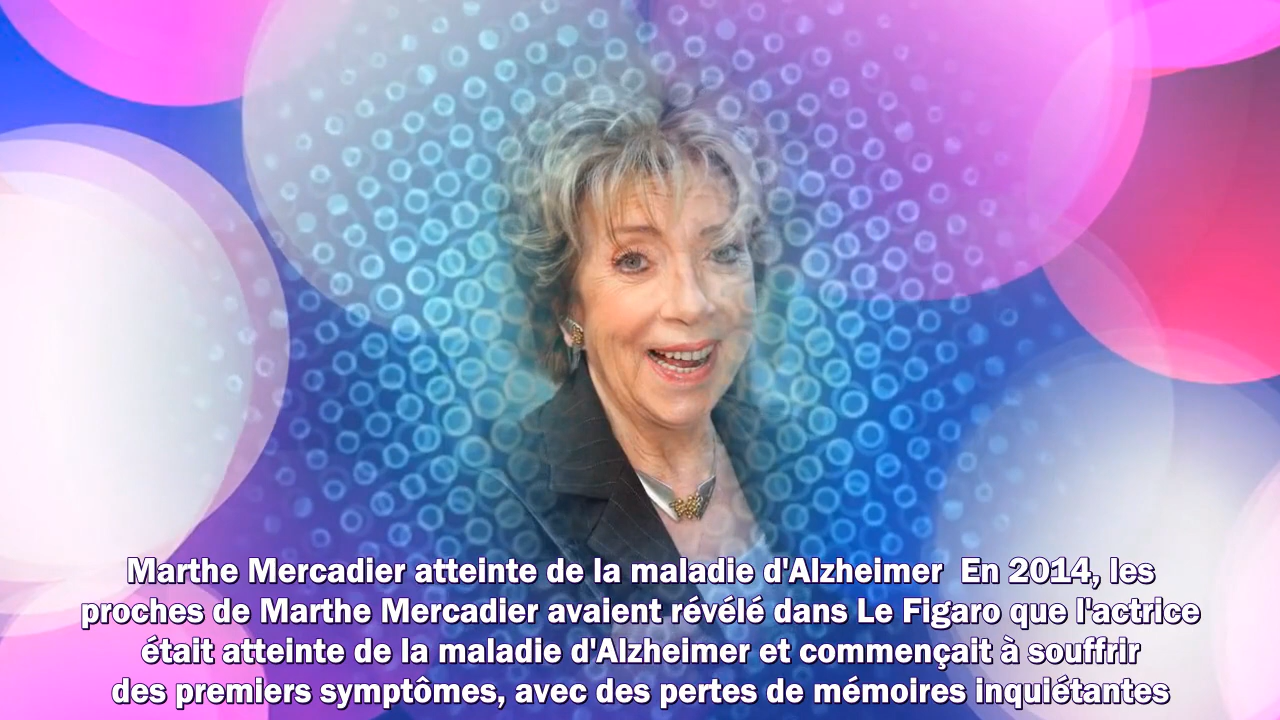 Marthe Mercadier atteinte de la maladie d'Alzheimer  En 2014, les
proches de Marthe Mercadier avaient révélé dans Le Figaro que l'actrice
était atteinte de la maladie d'Alzheimer et commençait à souffrir
des premiers symptômes, avec des pertes de mémoires inquiétantes